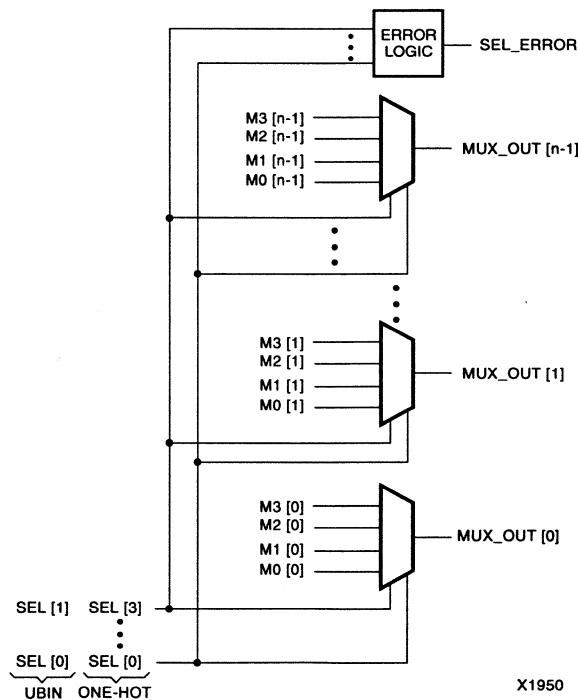 ERROR
LOGIC
SEL_ERROR
M3 [n-1]
M2 [n-1]
M1 [n-1]
M0 [n-1]
MUX_OUT [n-1]
M3 [1]
M2 [1]
M1 [1]
M0 [1]
MUX_OUT [1]
M3 [0]
M2 [0]
M1 [0]
M0 [0]
MUX_OUT [0]
SEL [1] SEL [3]
SEL [0] SEL [0]
UBIN ONE-HOT
X1950